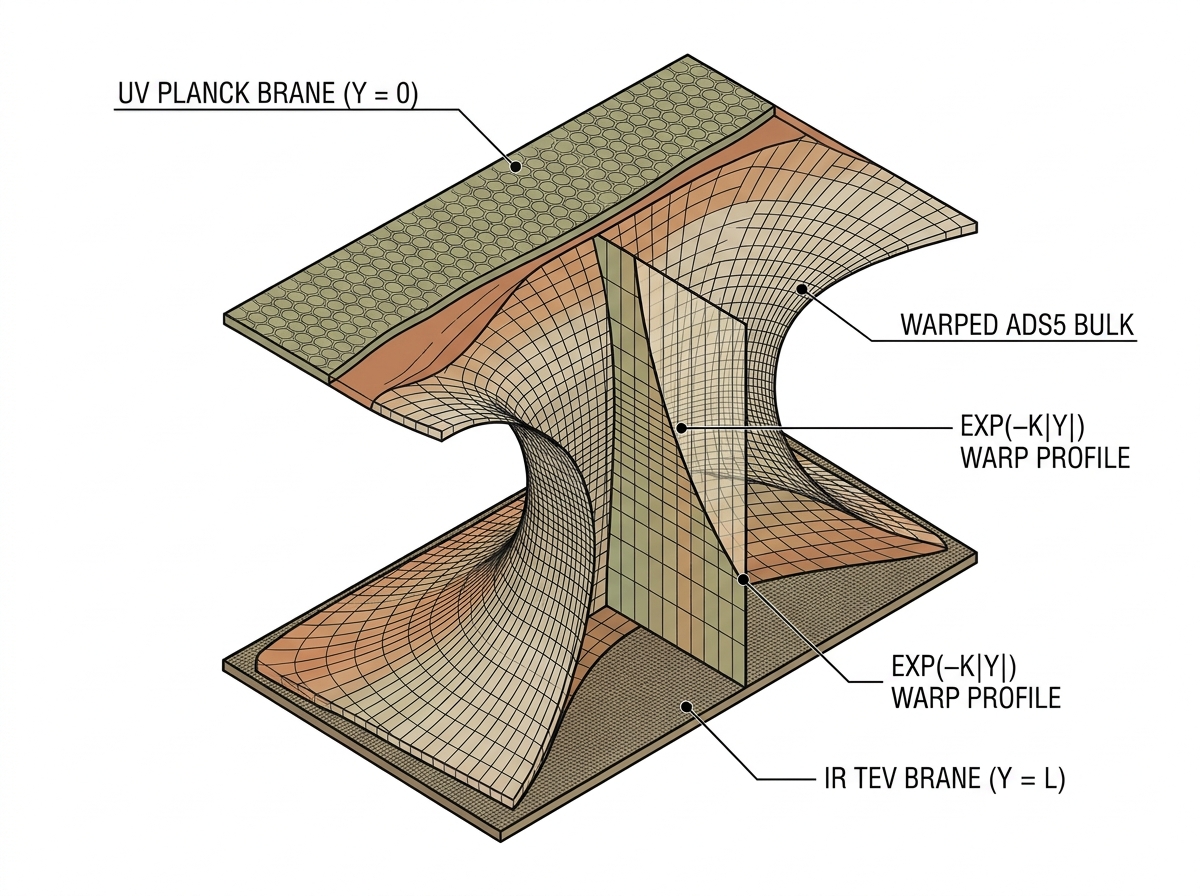 UV PLANCK BRANE (Y = 0)
WARPED ADS5 BULK
EXP(−K|Y|)
WARP PROFILE
EXP(−K|Y|)
WARP PROFILE
IR TEV BRANE (Y = L)